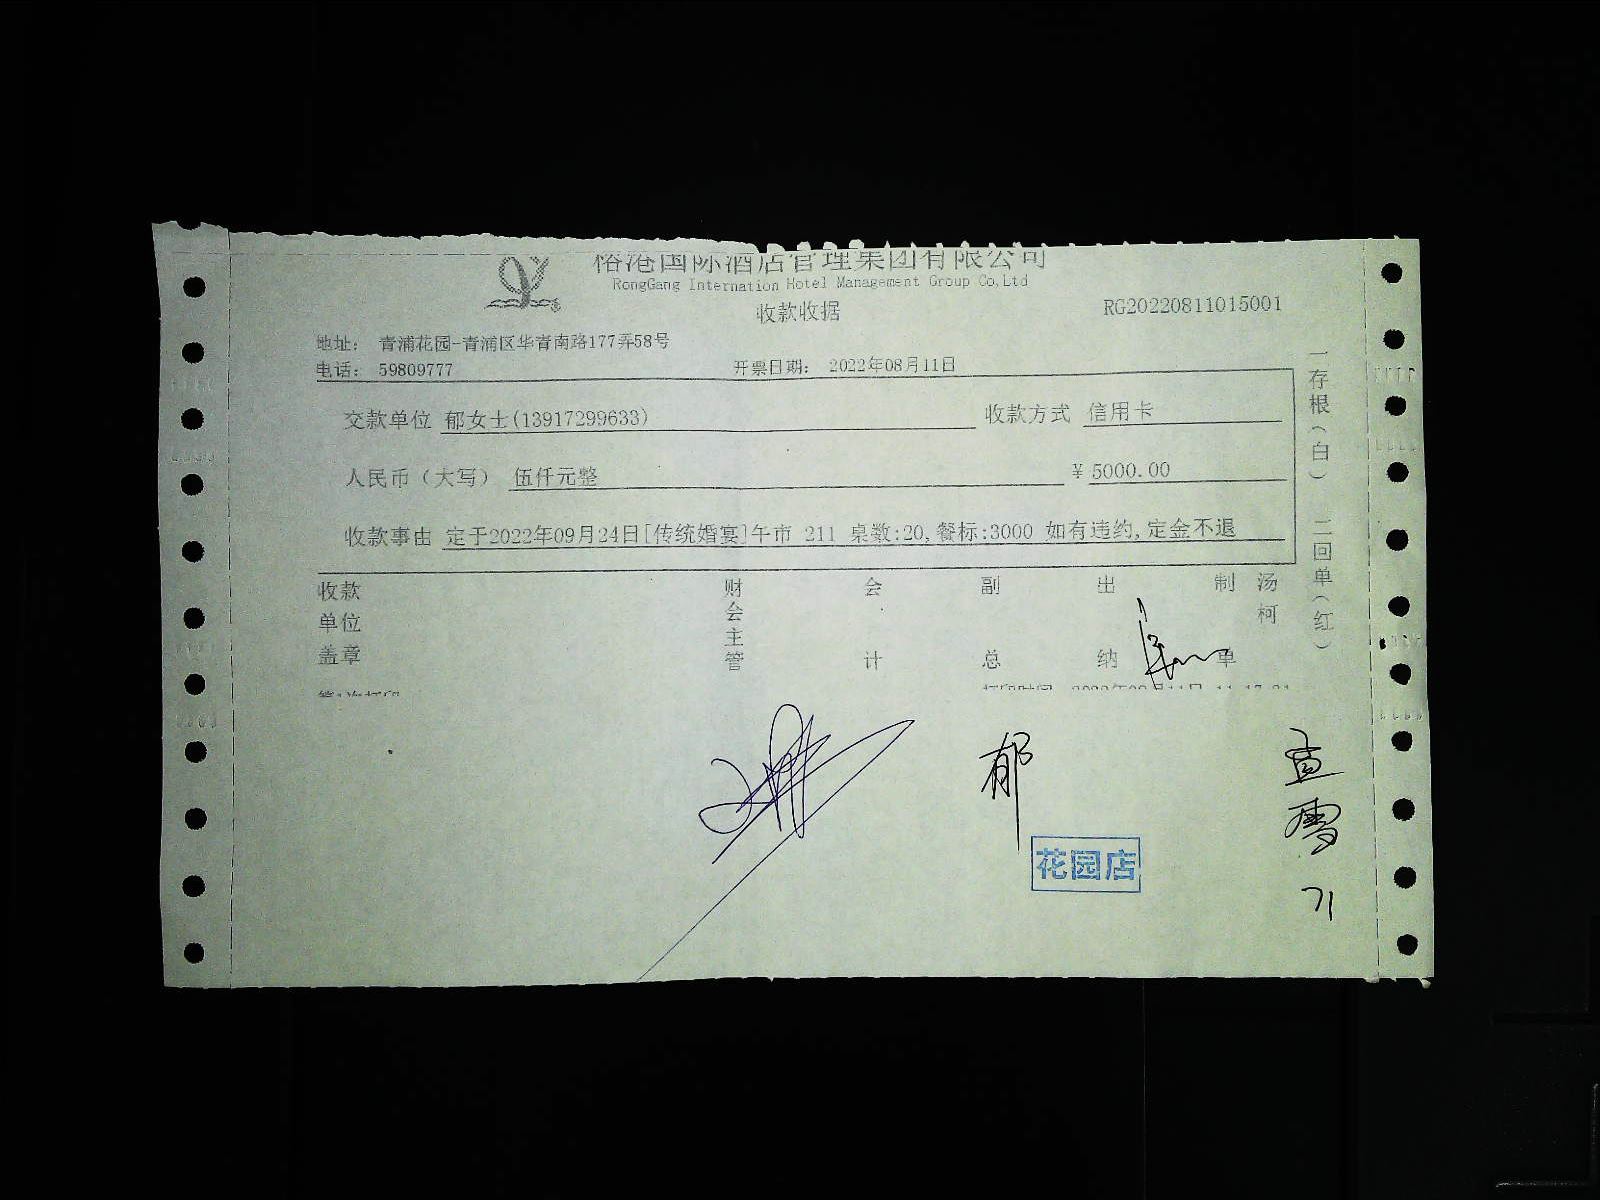 国际酒店管理集团有限公司
RongGang Internation Hotel Management Group Co,Ltd
收款收据
RG20220811015001
地址： 青浦花园-青浦区华青南路177弄58号
电话： 59809777 开票日期： 2022年08月11日
交款单位 郁女士(13917299633) 收款方式 信用卡
人民币（大写） 伍仟元整 ¥ 5000.00
收款事由 定于2022年09月24日[传统婚宴]午市 211 桌数:20,餐标:3000 如有违约,定金不退
收款单位盖章 财会主管 会计 副总 出纳 制单 汤柯
一存根（白） 二回单（红）
郁
花园店